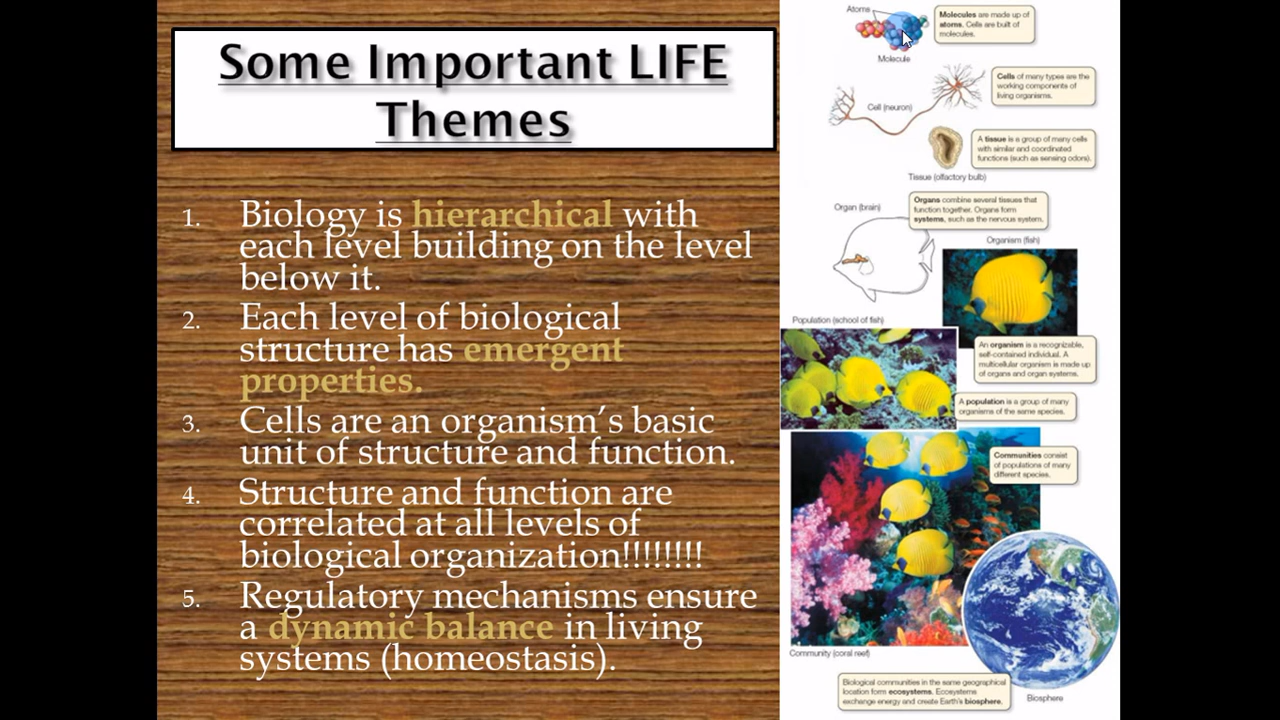 Some Important LIFE
Themes
1. Biology is hierarchical with
each level building on the level
below it.
2. Each level of biological
structure has emergent
properties.
3. Cells are an organism’s basic
unit of structure and function.
4. Structure and function are
correlated at all levels of
biological organization!!!!!!!!
5. Regulatory mechanisms ensure
a dynamic balance in living
systems (homeostasis).
Atoms
Molecules are made up of
atoms. Cells are built of
molecules.
Molecule
Cells of many types are the
working components of
living organisms.
Cell (neuron)
A tissue is a group of many cells
with similar and coordinated
functions (such as sensing odors).
Tissue (olfactory bulb)
Organ (brain)
Organs combine several tissues that
function together. Organs form
systems, such as the nervous system.
Organism (fish)
Population (school of fish)
An organism is a recognizable,
self-contained individual. A
multicellular organism is made up
of organs and organ systems.
A population is a group of many
organisms of the same species.
Communities consist
of populations of many
different species.
Community (coral reef)
Biological communities in the same geographical
location form ecosystems. Ecosystems
exchange energy and create Earth's biosphere.
Biosphere